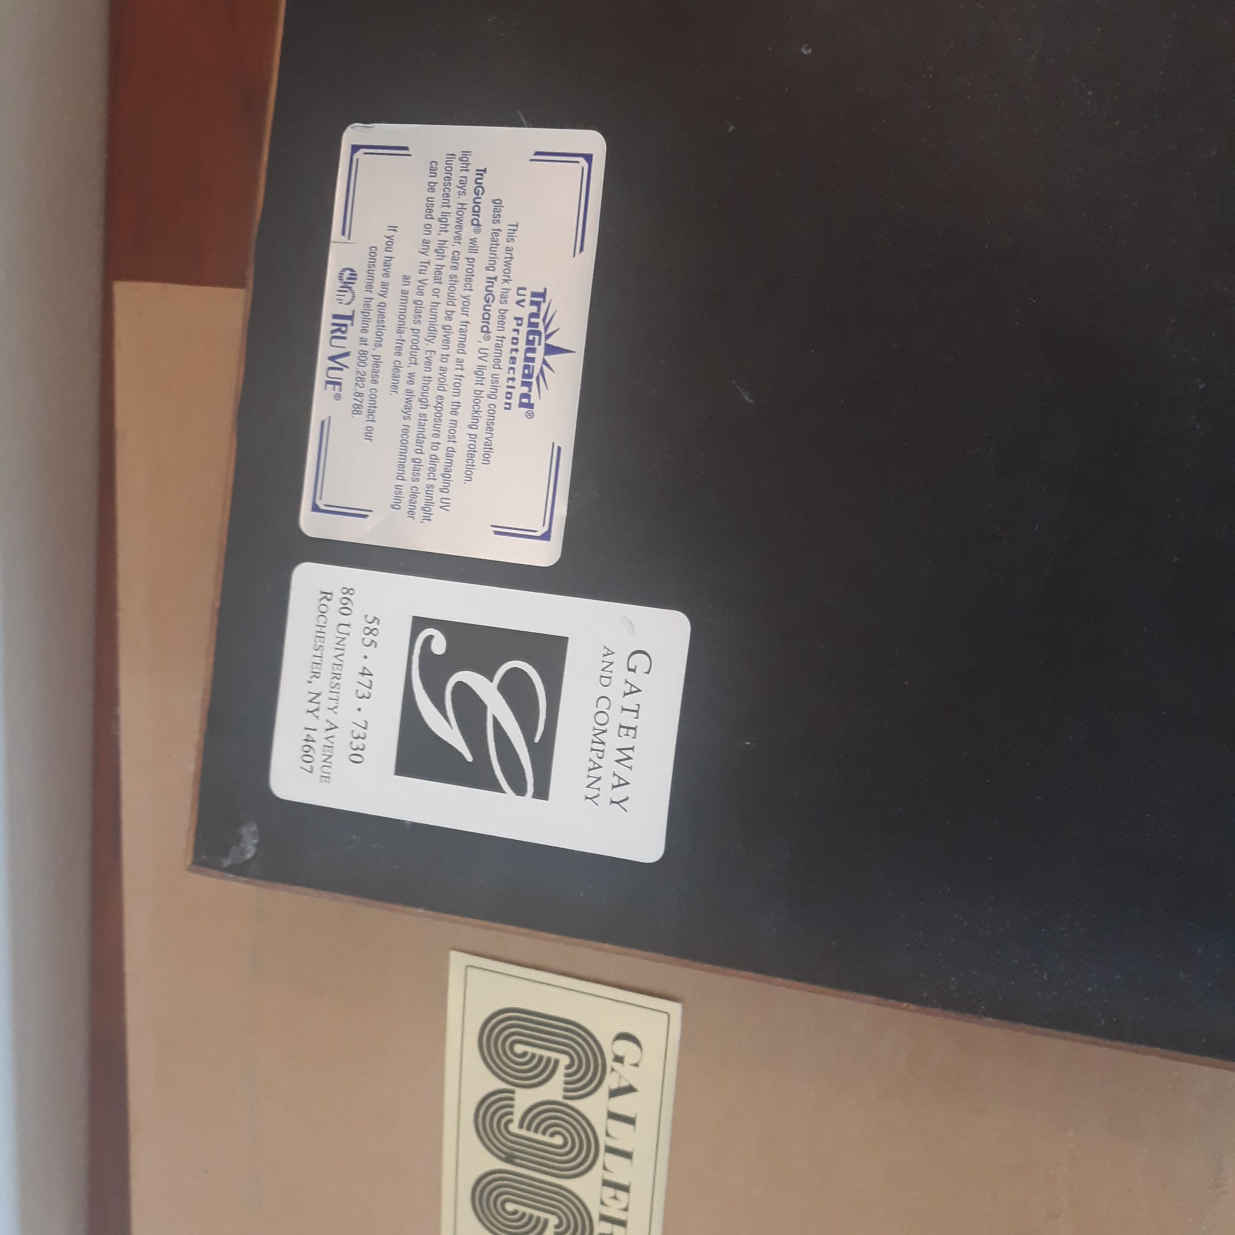 TruGuard®
UV Protection
This artwork has been framed using conservation
glass featuring TruGuard®, UV light blocking protection.
TruGuard® will protect your framed art from the most damaging UV
light rays. However, care should be given to avoid exposure to direct sunlight,
fluorescent light, high heat or humidity. Even though standard glass cleaner
can be used on any Tru Vue glass product, we always recommend using
an ammonia-free cleaner.
If you have any questions, please contact our
consumer helpline at 800.282.8788.
TRU VUE®
GATEWAY
AND COMPANY
G
585 • 473 • 7330
860 UNIVERSITY AVENUE
ROCHESTER, NY 14607